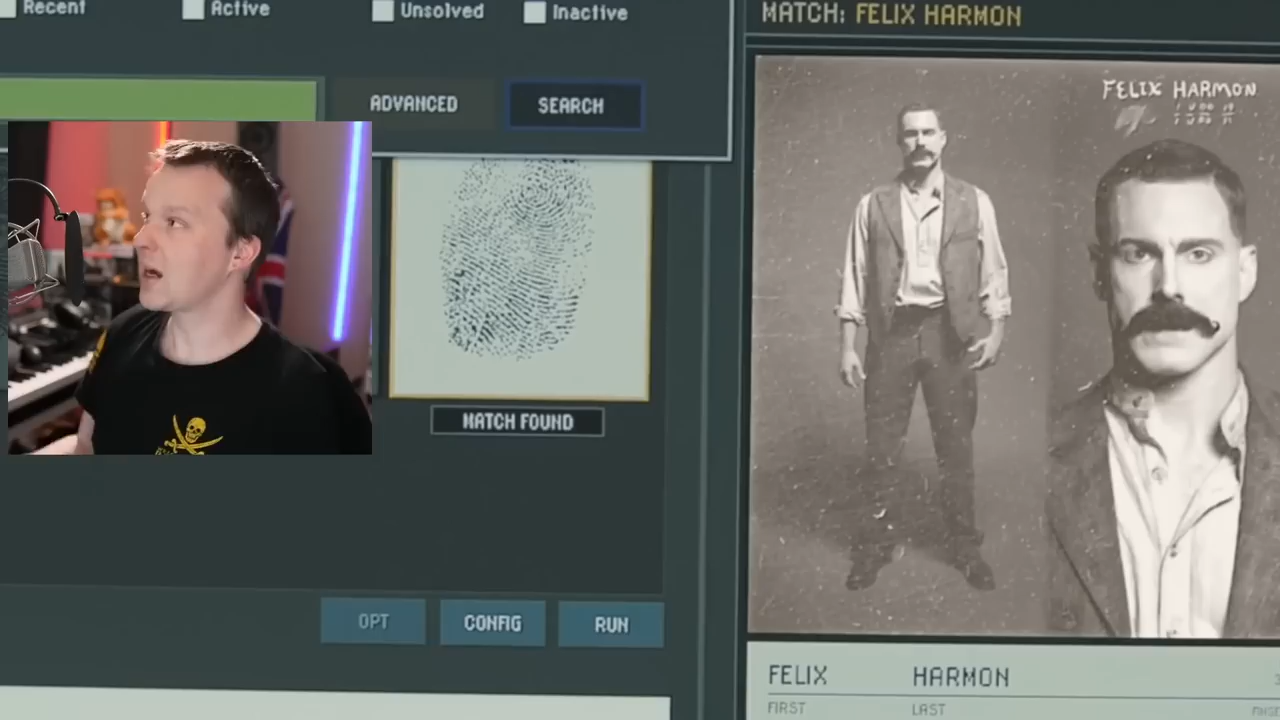 Recent
Active
Unsolved
Inactive
ADVANCED
SEARCH
MATCH FOUND
OPT
CONFIG
RUN
MATCH: FELIX HARMON
FELIX HARMON
FELIX HARMON
FIRST LAST